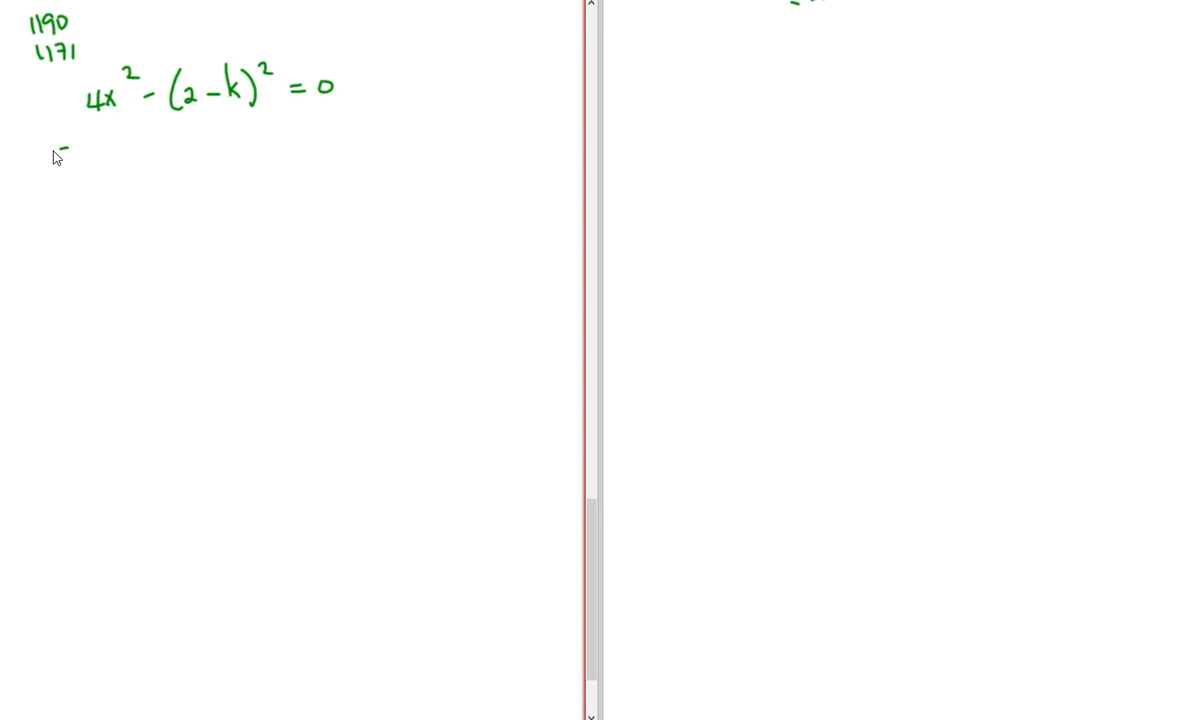 1190
1171
4x² - (2 - k)² = 0
-